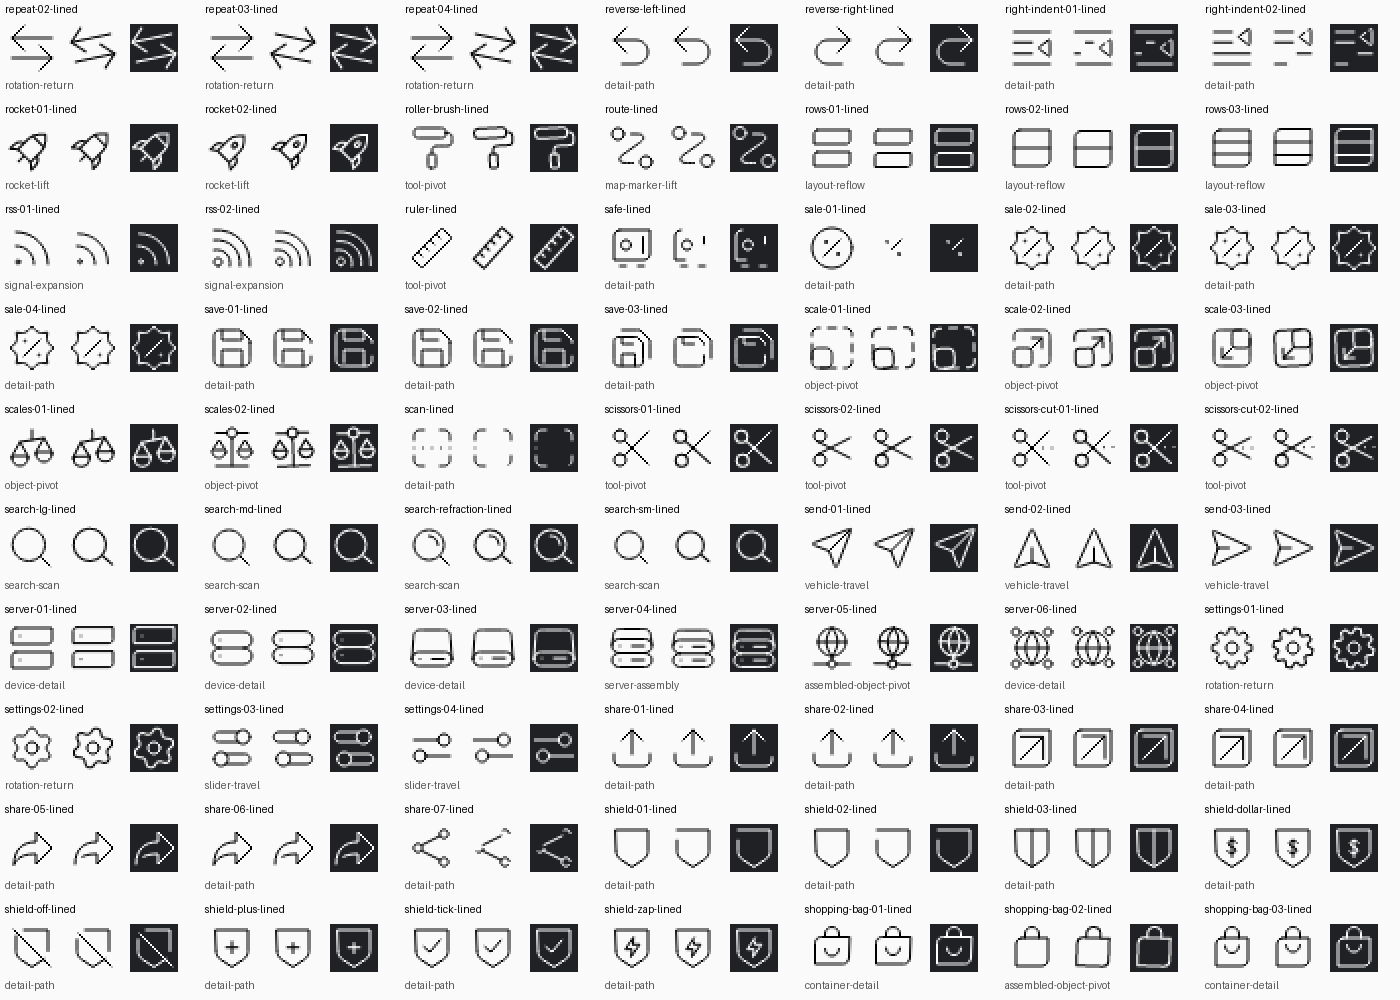 repeat-02-lined repeat-03-lined repeat-04-lined reverse-left-lined reverse-right-lined right-indent-01-lined right-indent-02-lined
rotation-return rotation-return rotation-return detail-path detail-path detail-path detail-path
rocket-01-lined rocket-02-lined roller-brush-lined route-lined rows-01-lined rows-02-lined rows-03-lined
rocket-lift rocket-lift tool-pivot map-marker-lift layout-reflow layout-reflow layout-reflow
rss-01-lined rss-02-lined ruler-lined safe-lined sale-01-lined sale-02-lined sale-03-lined
signal-expansion signal-expansion tool-pivot detail-path detail-path detail-path detail-path
sale-04-lined save-01-lined save-02-lined save-03-lined scale-01-lined scale-02-lined scale-03-lined
detail-path detail-path detail-path detail-path object-pivot object-pivot object-pivot
scales-01-lined scales-02-lined scan-lined scissors-01-lined scissors-02-lined scissors-cut-01-lined scissors-cut-02-lined
object-pivot object-pivot detail-path tool-pivot tool-pivot tool-pivot tool-pivot
search-lg-lined search-md-lined search-refraction-lined search-sm-lined send-01-lined send-02-lined send-03-lined
search-scan search-scan search-scan search-scan vehicle-travel vehicle-travel vehicle-travel
server-01-lined server-02-lined server-03-lined server-04-lined server-05-lined server-06-lined settings-01-lined
device-detail device-detail device-detail server-assembly assembled-object-pivot device-detail rotation-return
settings-02-lined settings-03-lined settings-04-lined share-01-lined share-02-lined share-03-lined share-04-lined
rotation-return slider-travel slider-travel detail-path detail-path detail-path detail-path
share-05-lined share-06-lined share-07-lined shield-01-lined shield-02-lined shield-03-lined shield-dollar-lined
detail-path detail-path detail-path detail-path detail-path detail-path detail-path
shield-off-lined shield-plus-lined shield-tick-lined shield-zap-lined shopping-bag-01-lined shopping-bag-02-lined shopping-bag-03-lined
detail-path detail-path detail-path detail-path container-detail assembled-object-pivot container-detail